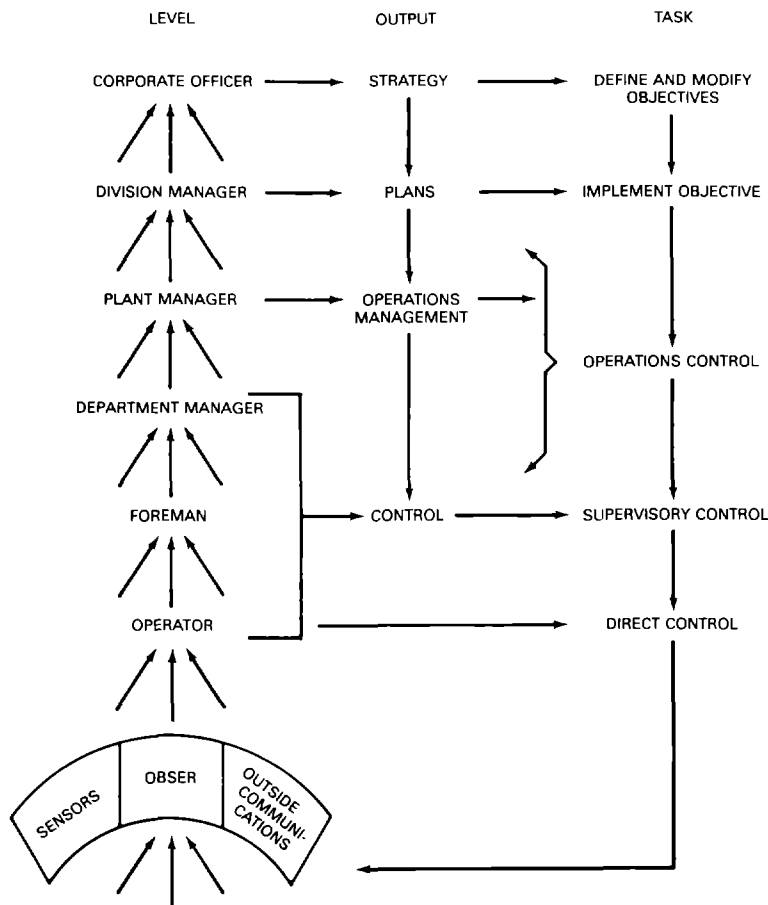 LEVEL OUTPUT TASK
CORPORATE OFFICER STRATEGY DEFINE AND MODIFY
OBJECTIVES
DIVISION MANAGER PLANS IMPLEMENT OBJECTIVE
PLANT MANAGER OPERATIONS
MANAGEMENT
OPERATIONS CONTROL
DEPARTMENT MANAGER
FOREMAN CONTROL SUPERVISORY CONTROL
OPERATOR DIRECT CONTROL
SENSORS
OBSER
OUTSIDE
COMMUNI-
CATIONS